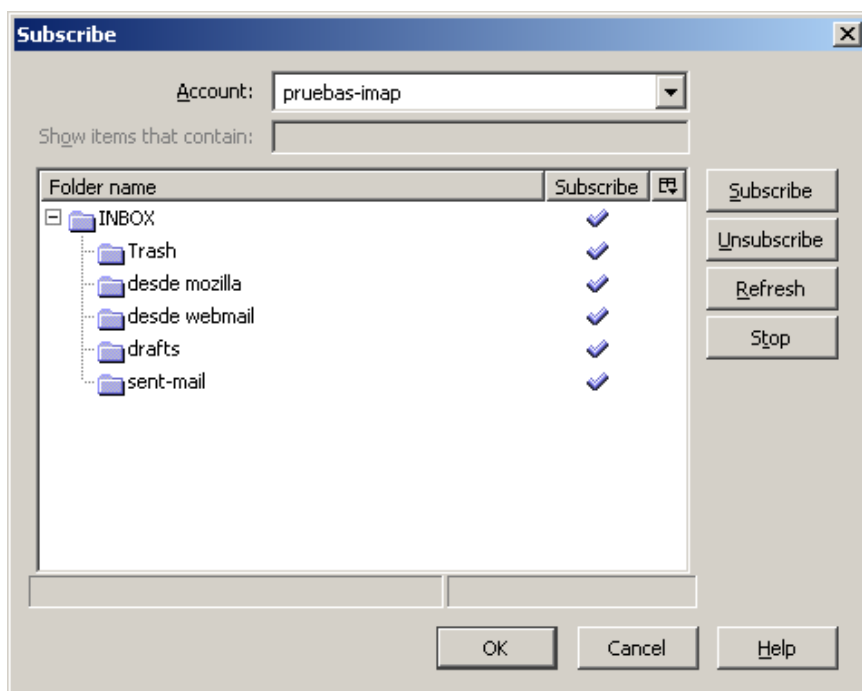 Subscribe
Account: pruebas-imap
Show items that contain:
Folder name Subscribe
INBOX
Trash
desde mozilla
desde webmail
drafts
sent-mail
Subscribe
Unsubscribe
Refresh
Stop
OK Cancel Help